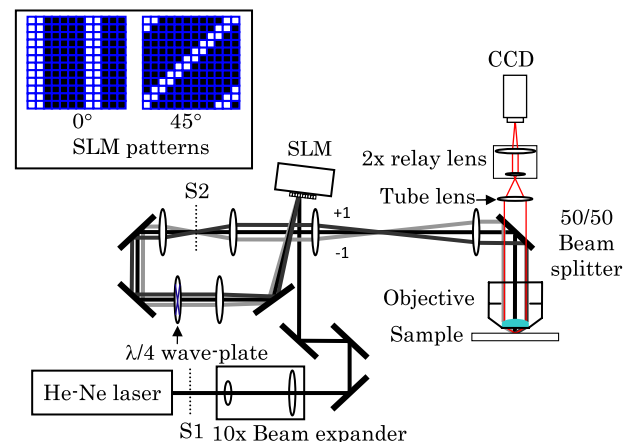 0°
45°
SLM patterns
CCD
SLM
2x relay lens
S2
Tube lens
+1
-1
50/50
Beam
splitter
Objective
Sample
λ/4 wave-plate
He-Ne laser
S1
10x Beam expander